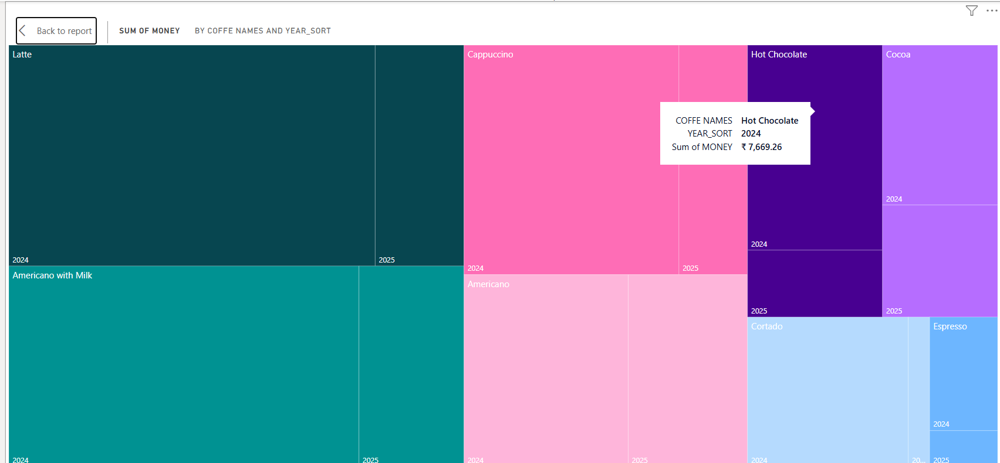 Back to report
SUM OF MONEY BY COFFE NAMES AND YEAR_SORT
Latte
2024
2025
Cappuccino
2024
2025
Hot Chocolate
2024
2025
Cocoa
2024
2025
COFFE NAMES Hot Chocolate
YEAR_SORT 2024
Sum of MONEY ₹ 7,669.26
Americano with Milk
2024
2025
Americano
2024
2025
Cortado
2024
20...
Espresso
2024
2025